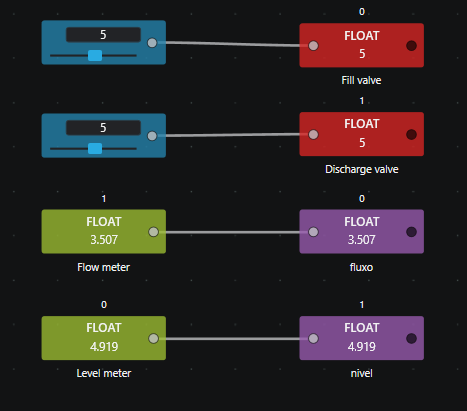 0
5
FLOAT
5
Fill valve
1
5
FLOAT
5
Discharge valve
1
0
FLOAT
3.507
FLOAT
3.507
Flow meter
fluxo
0
1
FLOAT
4.919
FLOAT
4.919
Level meter
nivel